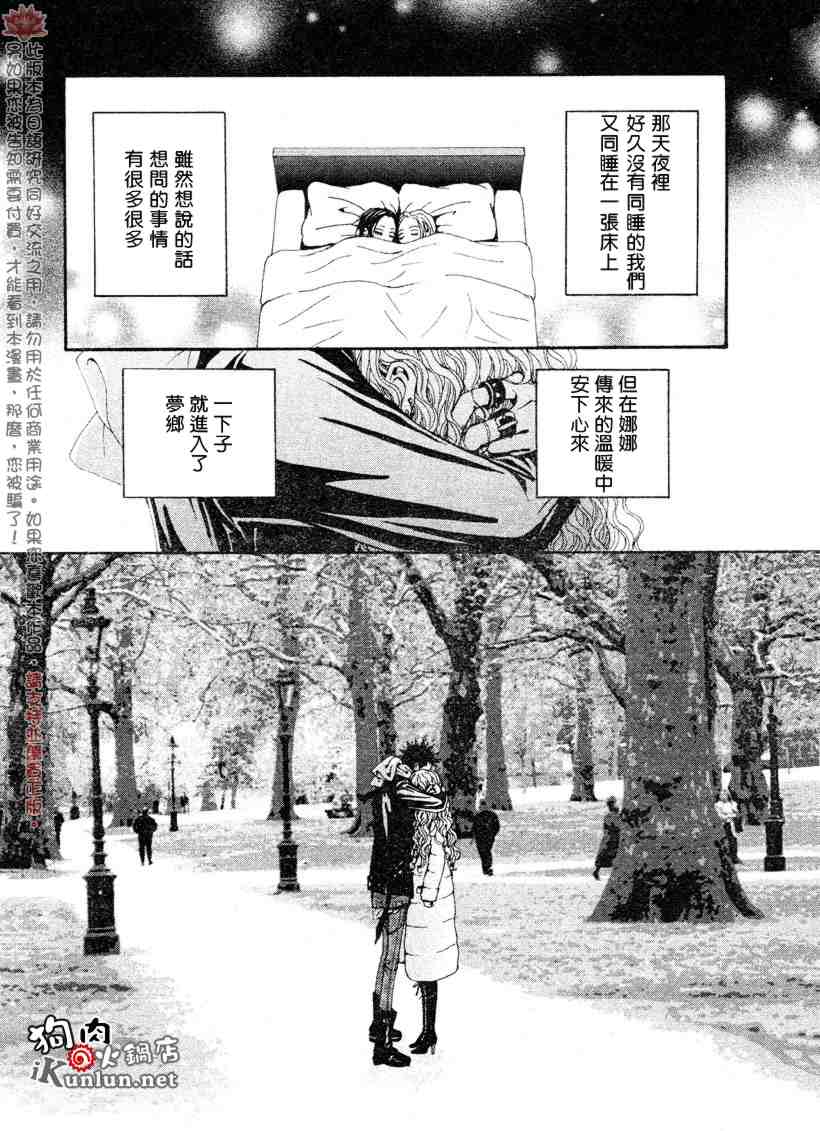 那天夜裡
好久沒有同睡的我們
又同睡在一張床上
雖然想說的話
想問的事情
有很多很多
但在娜娜
傳來的溫暖中
安下心來
一下子
就進入了
夢鄉
此版本為日語研究同好交流之用，請勿用於任何商業用途。如果您喜歡本作品，請支持並購買正版。
另如果您被告知需要付費，才能看到本漫畫，那麼，您被騙了！
狗肉
火鍋店
iKunlun.net